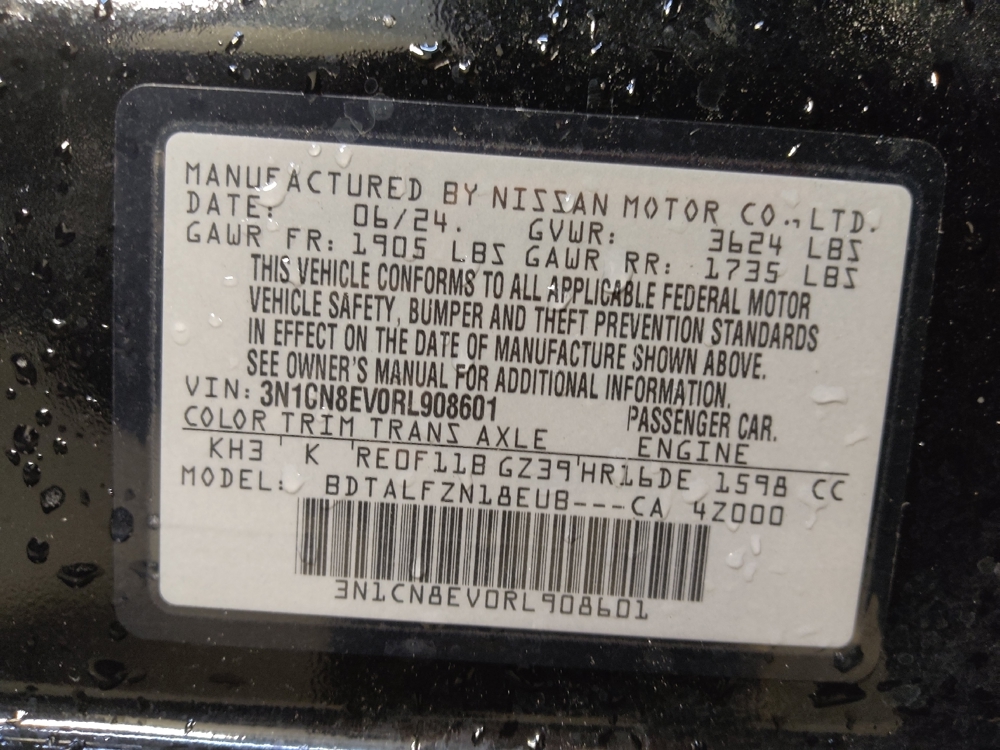 MANUFACTURED BY NISSAN MOTOR CO.,LTD.
DATE: 06/24. GVWR: 3624 LBS
GAWR FR: 1905 LBS GAWR RR: 1735 LBS
THIS VEHICLE CONFORMS TO ALL APPLICABLE FEDERAL MOTOR
VEHICLE SAFETY, BUMPER AND THEFT PREVENTION STANDARDS
IN EFFECT ON THE DATE OF MANUFACTURE SHOWN ABOVE.
SEE OWNER'S MANUAL FOR ADDITIONAL INFORMATION.
VIN: 3N1CN8EV0RL908601 PASSENGER CAR.
COLOR TRIM TRANS AXLE ENGINE
KH3 K RE0F11B GZ39 HR16DE 1598 CC
MODEL: BDTALFZN18EUB---CA 4Z000
3N1CN8EV0RL908601